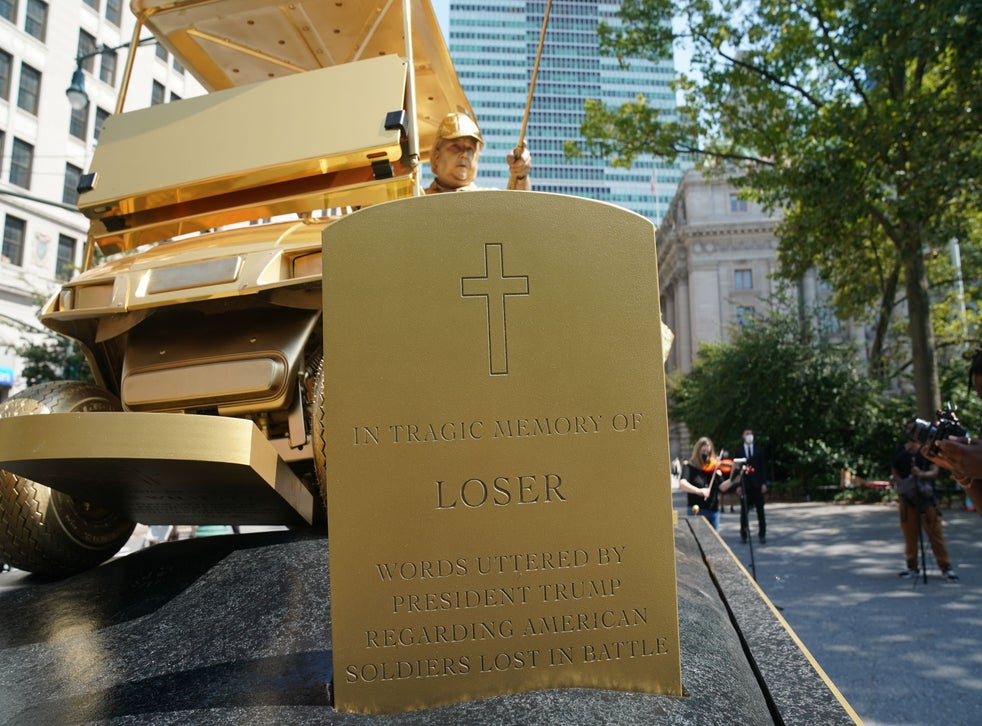 IN TRAGIC MEMORY OF
LOSER
WORDS UTTERED BY
PRESIDENT TRUMP
REGARDING AMERICAN
SOLDIERS LOST IN BATTLE